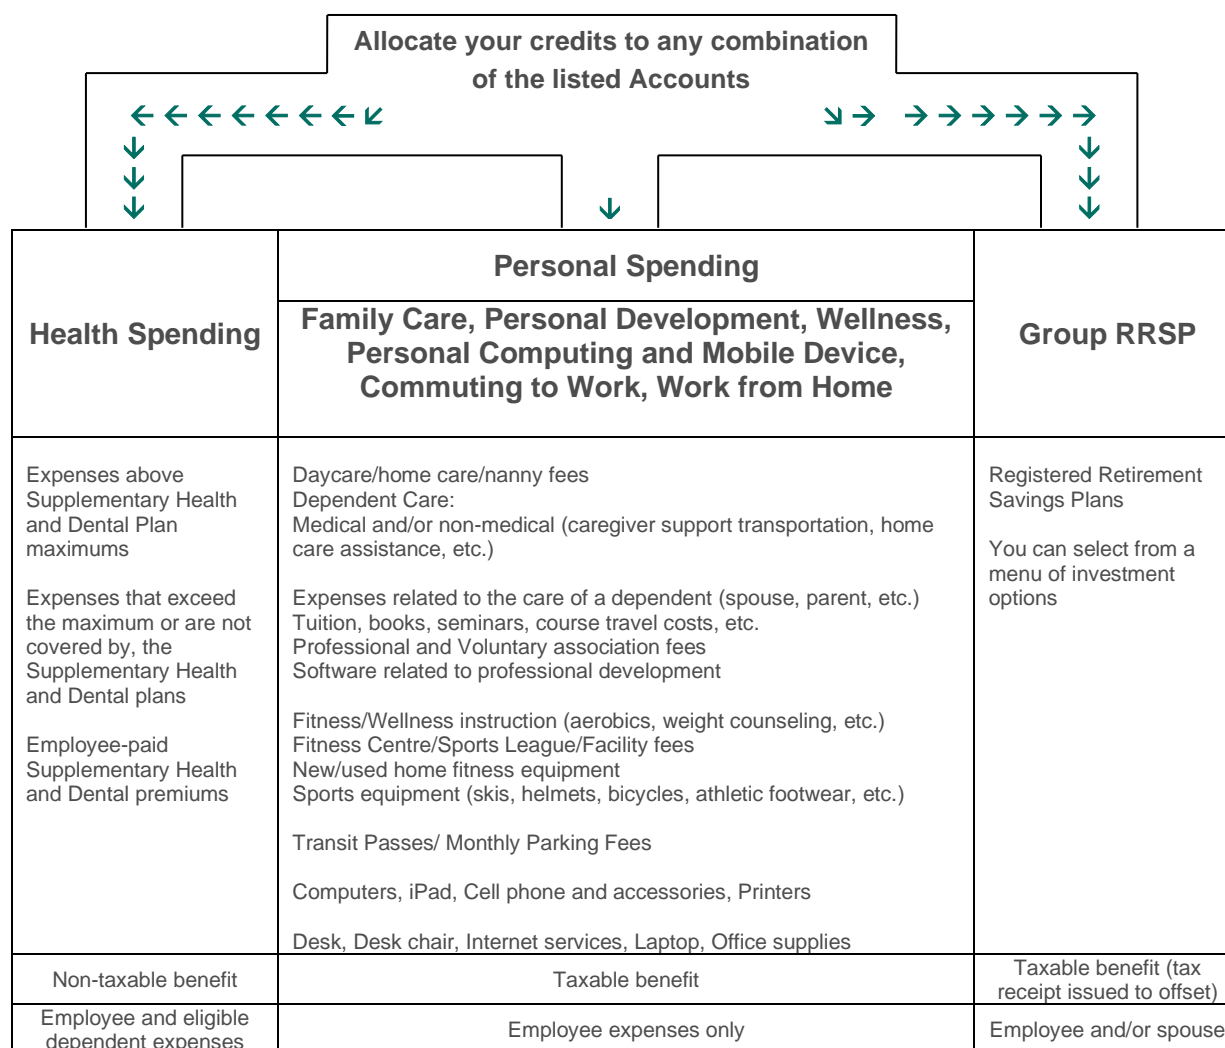 Allocate your credits to any combination
of the listed Accounts
Health Spending
Personal Spending
Family Care, Personal Development, Wellness,
Personal Computing and Mobile Device,
Commuting to Work, Work from Home
Group RRSP
Expenses above
Supplementary Health
and Dental Plan
maximums
Expenses that exceed
the maximum or are not
covered by, the
Supplementary Health
and Dental plans
Employee-paid
Supplementary Health
and Dental premiums
Daycare/home care/nanny fees
Dependent Care:
Medical and/or non-medical (caregiver support transportation, home
care assistance, etc.)
Expenses related to the care of a dependent (spouse, parent, etc.)
Tuition, books, seminars, course travel costs, etc.
Professional and Voluntary association fees
Software related to professional development
Fitness/Wellness instruction (aerobics, weight counseling, etc.)
Fitness Centre/Sports League/Facility fees
New/used home fitness equipment
Sports equipment (skis, helmets, bicycles, athletic footwear, etc.)
Transit Passes/ Monthly Parking Fees
Computers, iPad, Cell phone and accessories, Printers
Desk, Desk chair, Internet services, Laptop, Office supplies
Registered Retirement
Savings Plans
You can select from a
menu of investment
options
Non-taxable benefit
Taxable benefit
Taxable benefit (tax
receipt issued to offset)
Employee and eligible
dependent expenses
Employee expenses only
Employee and/or spouse